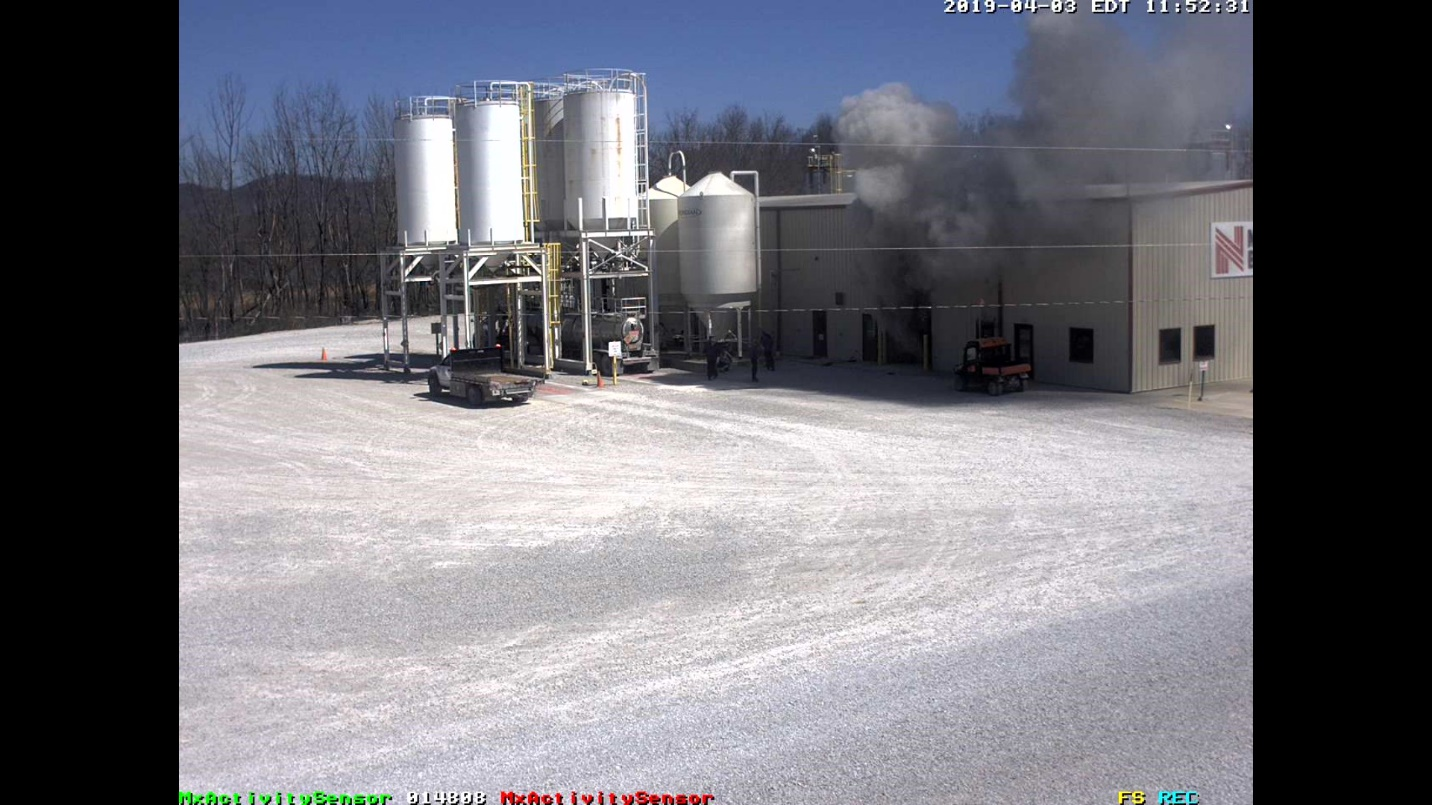 2019-04-03 EDT 11:52:31
N
MxActivitySensor 014808 MxActivitySensor FS REC